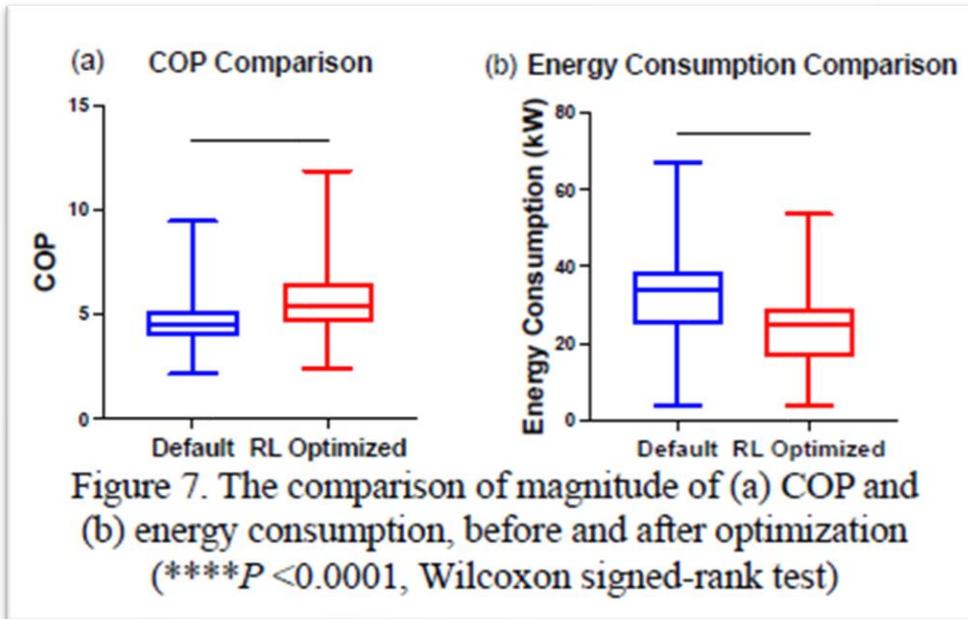 (a) COP Comparison
15
10
5
0
COP
Default RL Optimized
(b) Energy Consumption Comparison
80
60
40
20
0
Energy Consumption (kW)
Default RL Optimized
Figure 7. The comparison of magnitude of (a) COP and
(b) energy consumption, before and after optimization
(****P <0.0001, Wilcoxon signed-rank test)